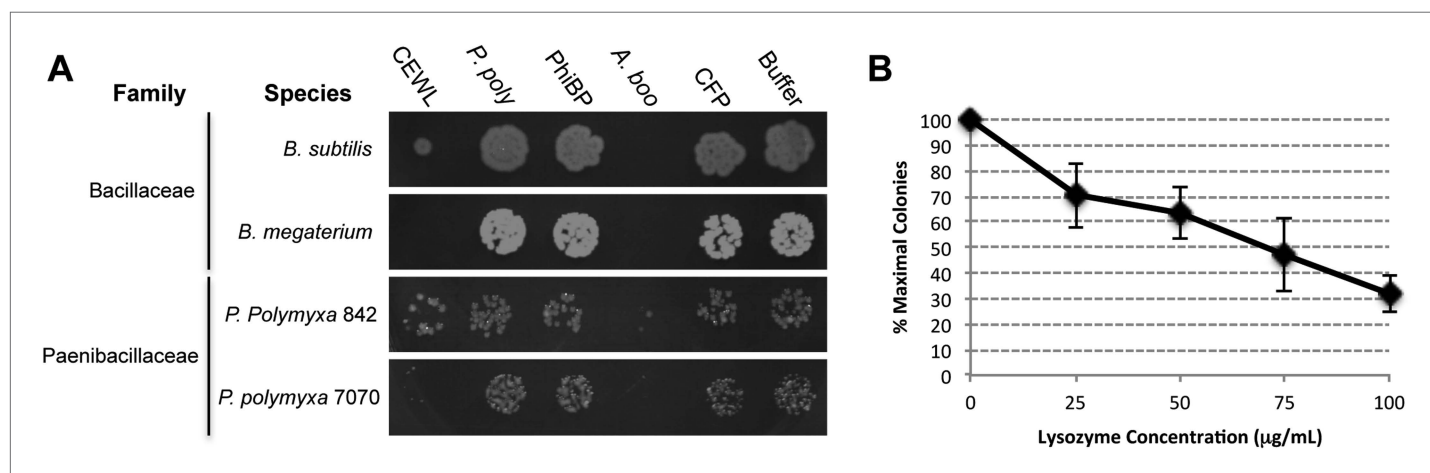 A
Family
Species
CEWL
P. poly
PhiBP
A. boo
CFP
Buffer
Bacillaceae
B. subtilis
B. megaterium
Paenibacillaceae
P. Polymyxa 842
P. polymyxa 7070
B
% Maximal Colonies
100
90
80
70
60
50
40
30
20
10
0
0 25 50 75 100
Lysozyme Concentration (μg/mL)